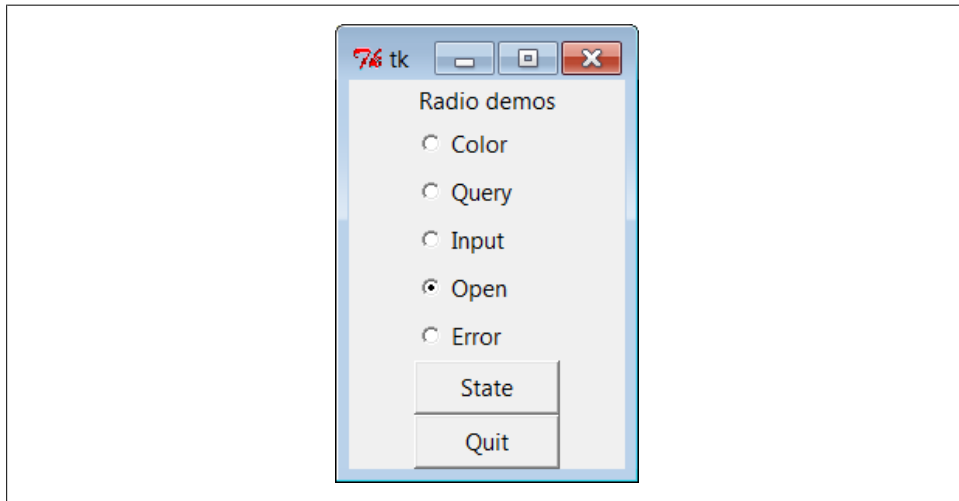 tk
Radio demos
Color
Query
Input
Open
Error
State
Quit